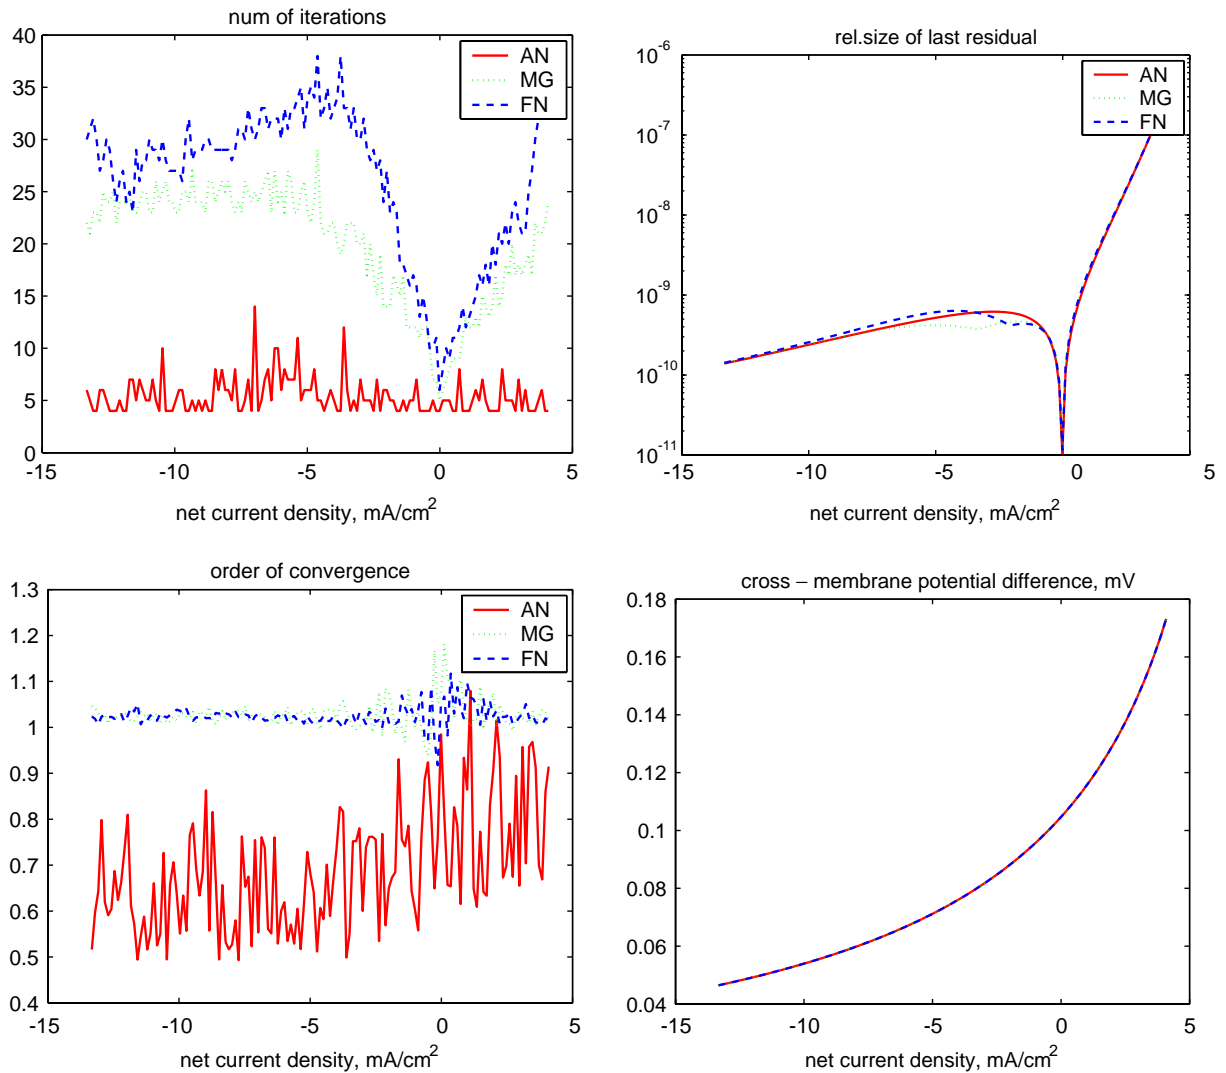 num of iterations
40
35
30
25
20
15
10
5
0
-15 -10 -5 0 5
net current density, mA/cm2
AN
MG
FN
rel.size of last residual
10-6
10-7
10-8
10-9
10-10
10-11
-15 -10 -5 0 5
net current density, mA/cm2
AN
MG
FN
order of convergence
1.3
1.2
1.1
1
0.9
0.8
0.7
0.6
0.5
0.4
-15 -10 -5 0 5
net current density, mA/cm2
AN
MG
FN
cross − membrane potential difference, mV
0.18
0.16
0.14
0.12
0.1
0.08
0.06
0.04
-15 -10 -5 0 5
net current density, mA/cm2